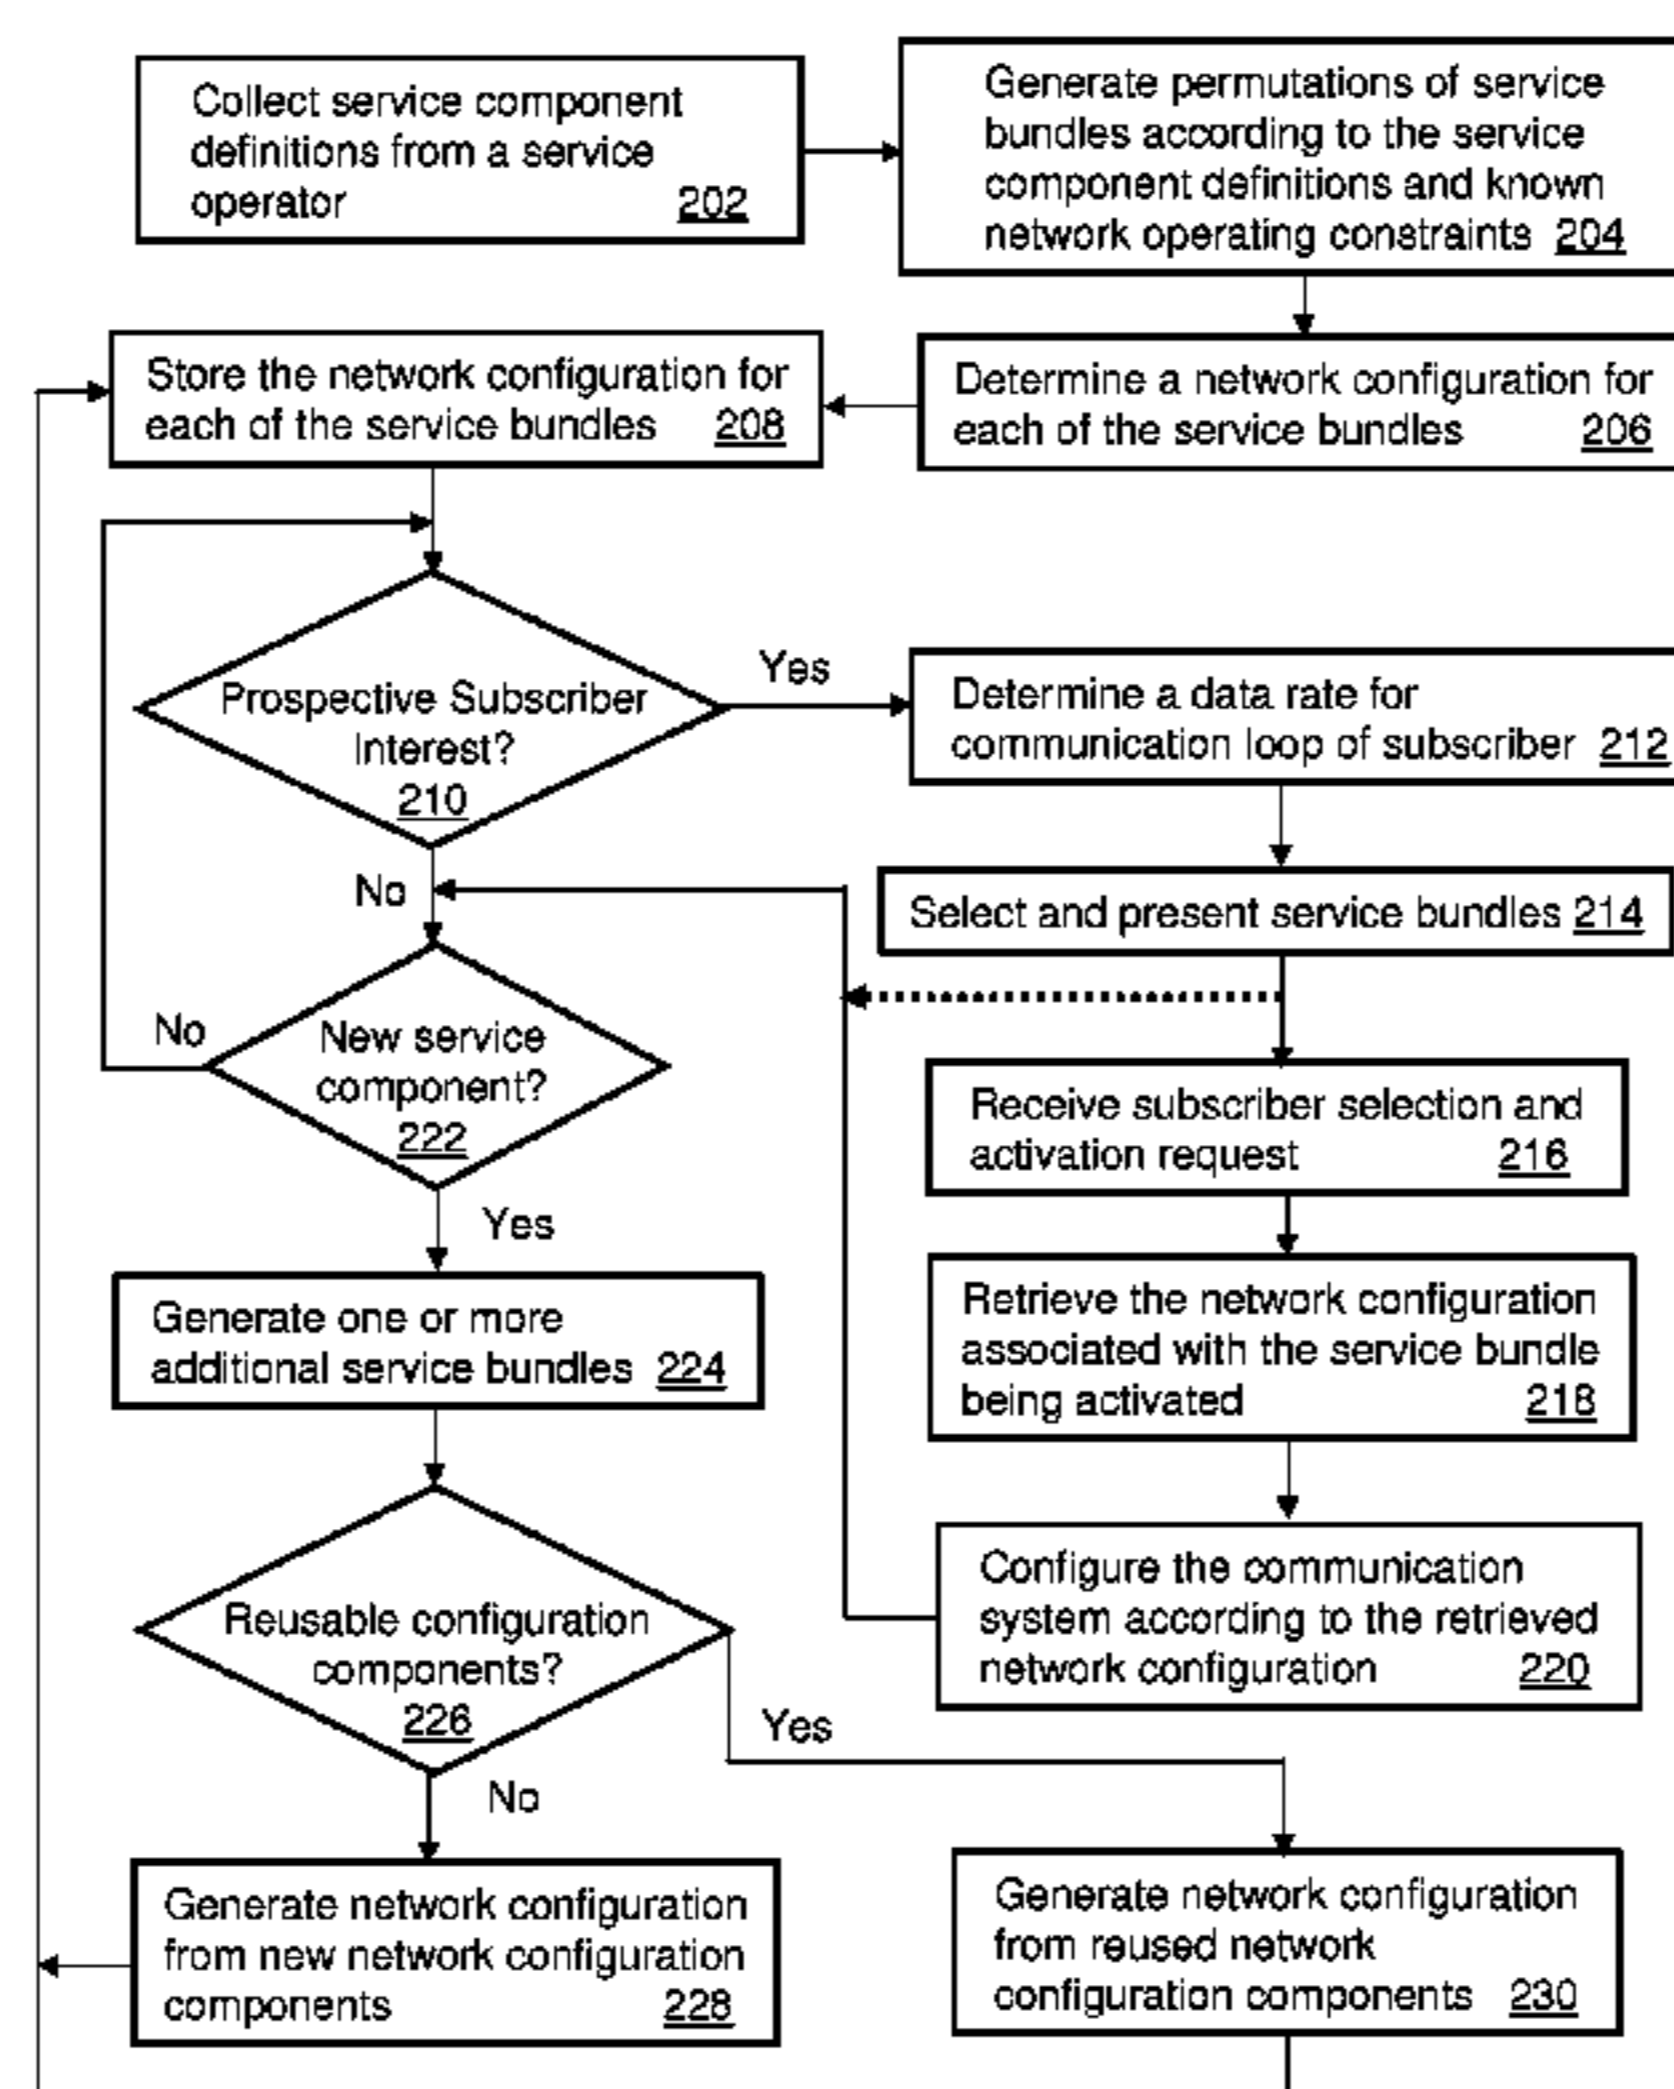 Collect service component
definitions from a service
operator 202
Generate permutations of service
bundles according to the service
component definitions and known
network operating constraints 204
Store the network configuration for
each of the service bundles 208
Determine a network configuration for
each of the service bundles 206
Prospective Subscriber
Interest?
210
Yes
Determine a data rate for
communication loop of subscriber 212
No
Select and present service bundles 214
No
New service
component?
222
Receive subscriber selection and
activation request 216
Yes
Generate one or more
additional service bundles 224
Retrieve the network configuration
associated with the service bundle
being activated 218
Reusable configuration
components?
226
Configure the communication
system according to the retrieved
network configuration 220
Yes
No
Generate network configuration
from new network configuration
components 228
Generate network configuration
from reused network
configuration components 230